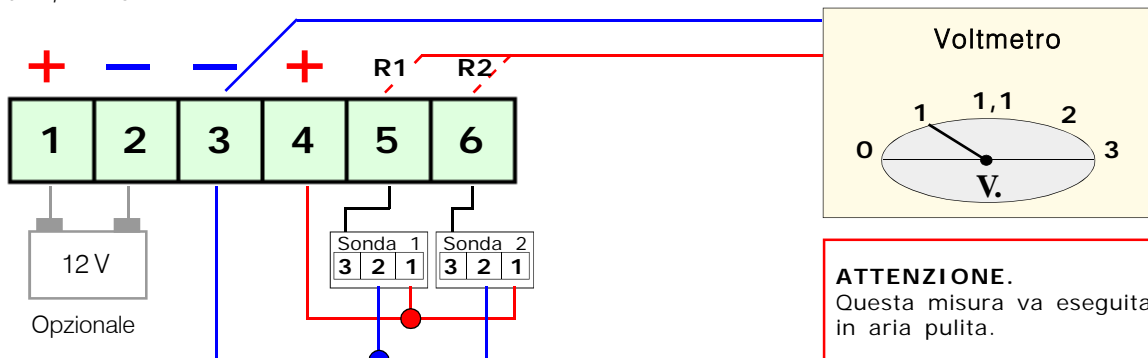 Voltmetro
+ — — + R1 R2
0 1 1,1 2 3
V.
1 2 3 4 5 6
Sonda 1
3 2 1
Sonda 2
3 2 1
12 V
Opzionale
ATTENZIONE.
Questa misura va eseguita
in aria pulita.